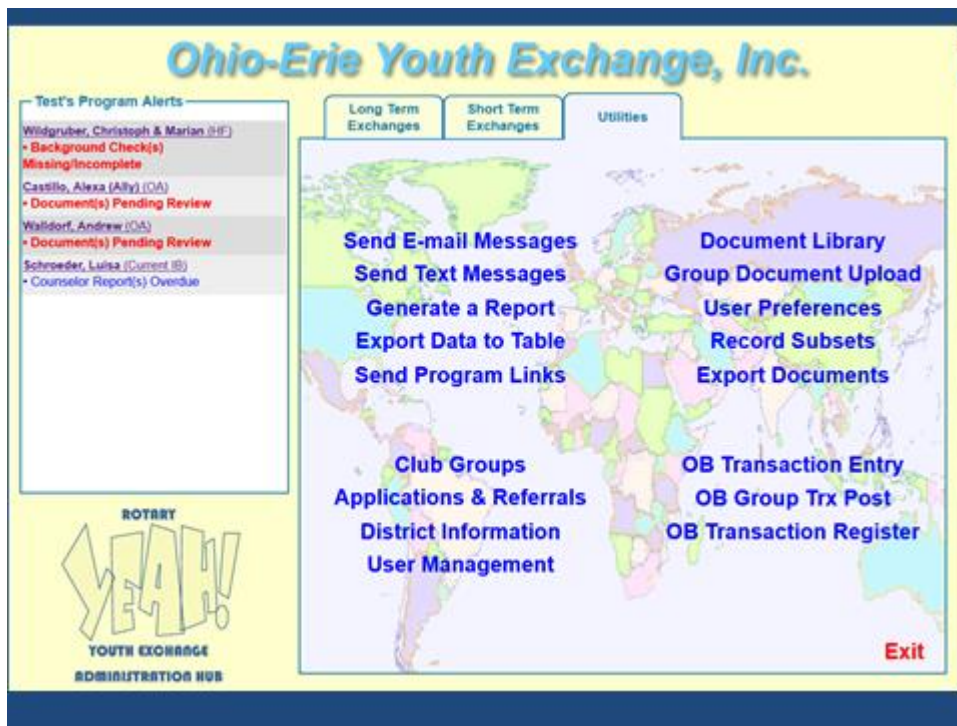 Ohio-Erie Youth Exchange, Inc.
Test's Program Alerts
Wildgruber, Christoph & Marian (HF)
• Background Check(s)
Missing/Incomplete
Castillo, Alexa (Ally) (OA)
• Document(s) Pending Review
Walldorf, Andrew (OA)
• Document(s) Pending Review
Schroeder, Luisa (Current IB)
• Counselor Report(s) Overdue
ROTARY
YEAH!
YOUTH EXCHANGE
ADMINISTRATION HUB
Long Term
Exchanges
Short Term
Exchanges
Utilities
Send E-mail Messages
Send Text Messages
Generate a Report
Export Data to Table
Send Program Links
Document Library
Group Document Upload
User Preferences
Record Subsets
Export Documents
Club Groups
Applications & Referrals
District Information
User Management
OB Transaction Entry
OB Group Trx Post
OB Transaction Register
Exit